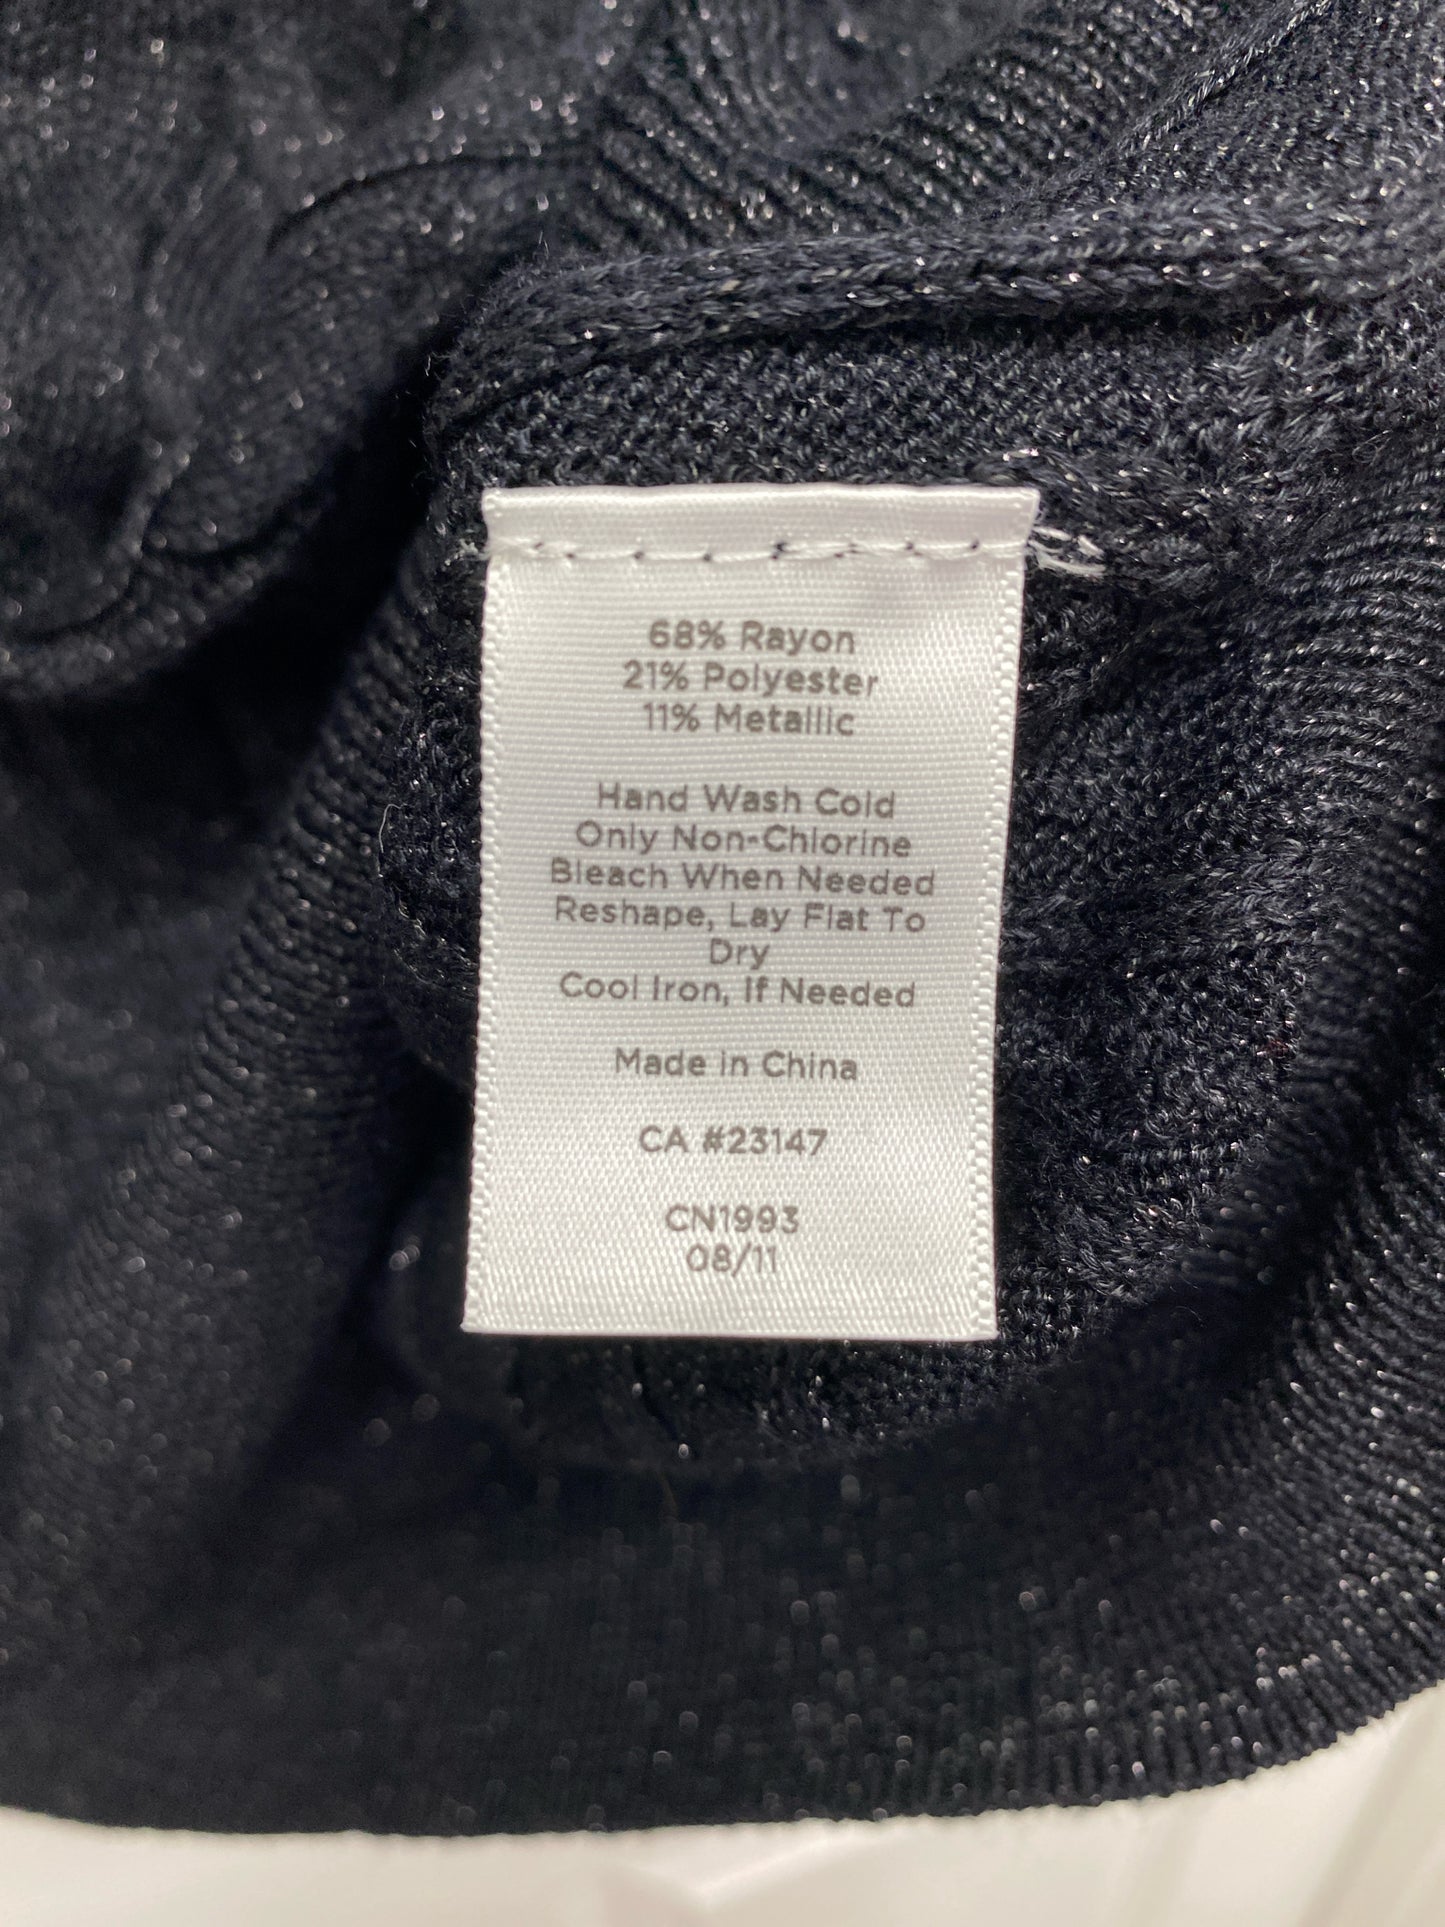 68% Rayon
21% Polyester
11% Metallic
Hand Wash Cold
Only Non-Chlorine
Bleach When Needed
Reshape, Lay Flat To
Dry
Cool Iron, If Needed
Made in China
CA #23147
CN1993
08/11